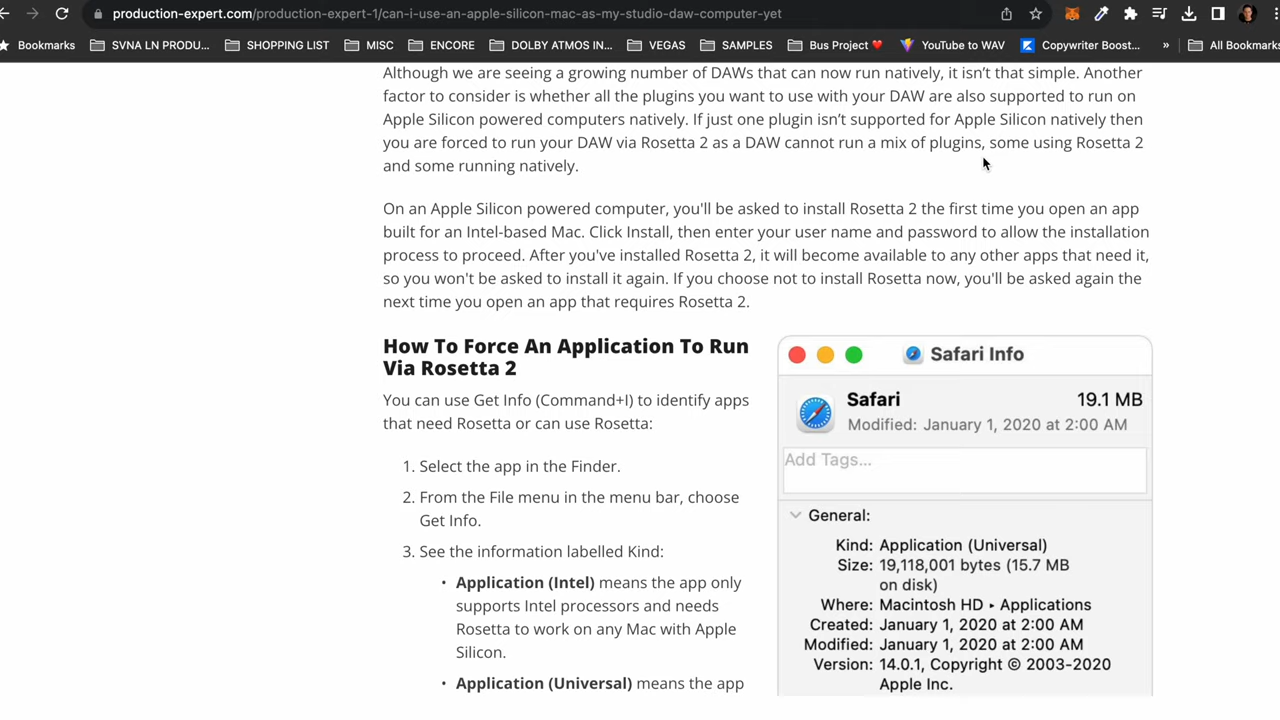 production-expert.com/production-expert-1/can-i-use-an-apple-silicon-mac-as-my-studio-daw-computer-yet
Bookmarks SVNA LN PRODU... SHOPPING LIST MISC ENCORE DOLBY ATMOS IN... VEGAS SAMPLES Bus Project❤️ YouTube to WAV Copywriter Boost... » All Bookmarks
Although we are seeing a growing number of DAWs that can now run natively, it isn’t that simple. Another
factor to consider is whether all the plugins you want to use with your DAW are also supported to run on
Apple Silicon powered computers natively. If just one plugin isn’t supported for Apple Silicon natively then
you are forced to run your DAW via Rosetta 2 as a DAW cannot run a mix of plugins, some using Rosetta 2
and some running natively.
On an Apple Silicon powered computer, you'll be asked to install Rosetta 2 the first time you open an app
built for an Intel-based Mac. Click Install, then enter your user name and password to allow the installation
process to proceed. After you've installed Rosetta 2, it will become available to any other apps that need it,
so you won't be asked to install it again. If you choose not to install Rosetta now, you'll be asked again the
next time you open an app that requires Rosetta 2.
How To Force An Application To Run
Via Rosetta 2
You can use Get Info (Command+I) to identify apps
that need Rosetta or can use Rosetta:
1. Select the app in the Finder.
2. From the File menu in the menu bar, choose
Get Info.
3. See the information labelled Kind:
• Application (Intel) means the app only
supports Intel processors and needs
Rosetta to work on any Mac with Apple
Silicon.
• Application (Universal) means the app
Safari Info
Safari 19.1 MB
Modified: January 1, 2020 at 2:00 AM
Add Tags...
General:
Kind: Application (Universal)
Size: 19,118,001 bytes (15.7 MB
on disk)
Where: Macintosh HD ▸ Applications
Created: January 1, 2020 at 2:00 AM
Modified: January 1, 2020 at 2:00 AM
Version: 14.0.1, Copyright © 2003-2020
Apple Inc.